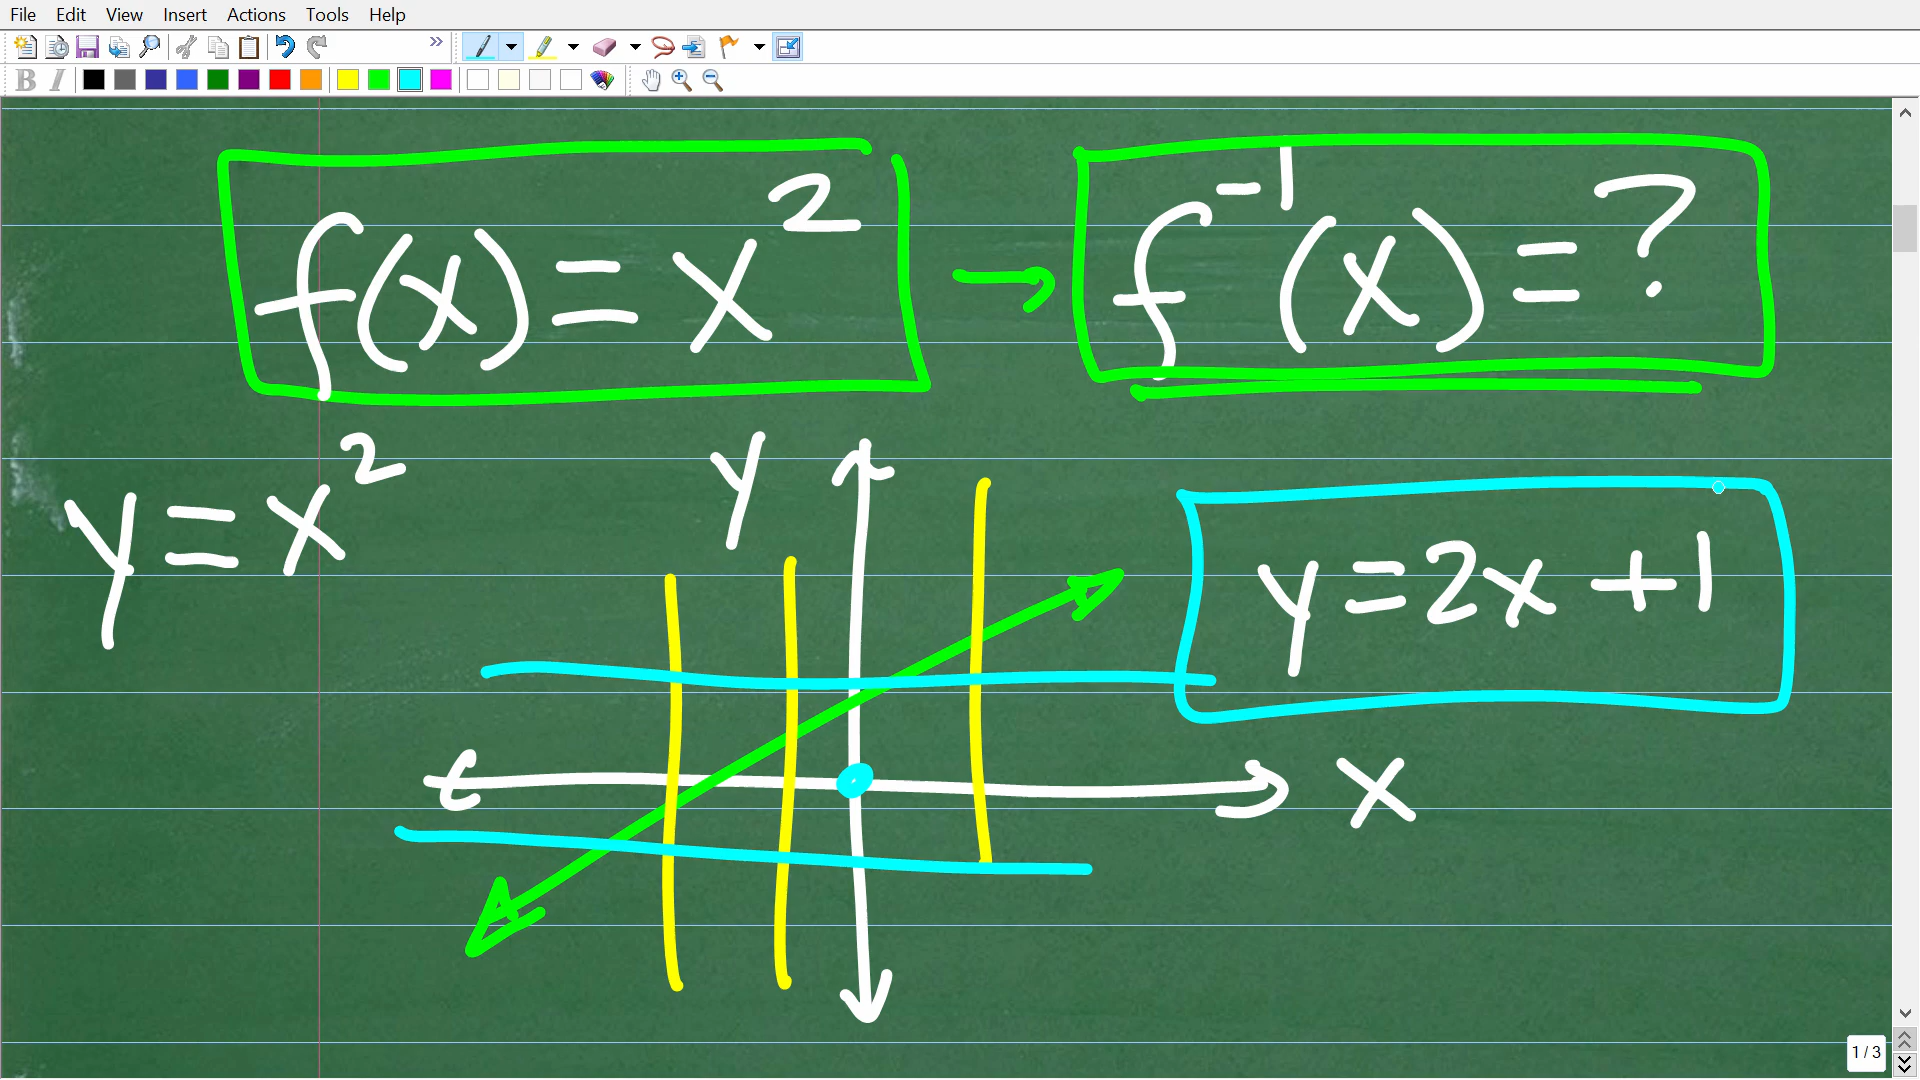 File Edit View Insert Actions Tools Help
B I
f(x) = x² → f⁻¹(x) = ?
y = x²
y
y = 2x + 1
x
1 / 3